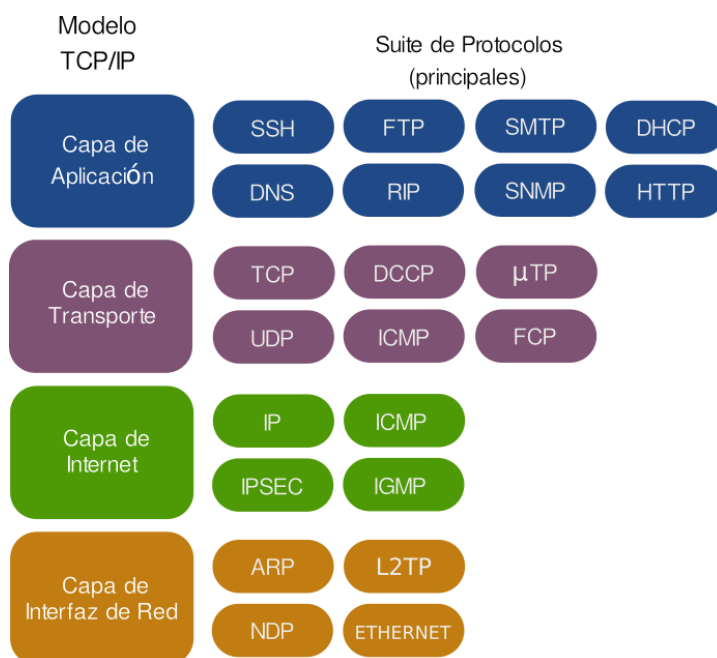 Modelo
TCP/IP
Suite de Protocolos
(principales)
Capa de
Aplicación
SSH
FTP
SMTP
DHCP
DNS
RIP
SNMP
HTTP
Capa de
Transporte
TCP
DCCP
µTP
UDP
ICMP
FCP
Capa de
Internet
IP
ICMP
IPSEC
IGMP
Capa de
Interfaz de Red
ARP
L2TP
NDP
ETHERNET